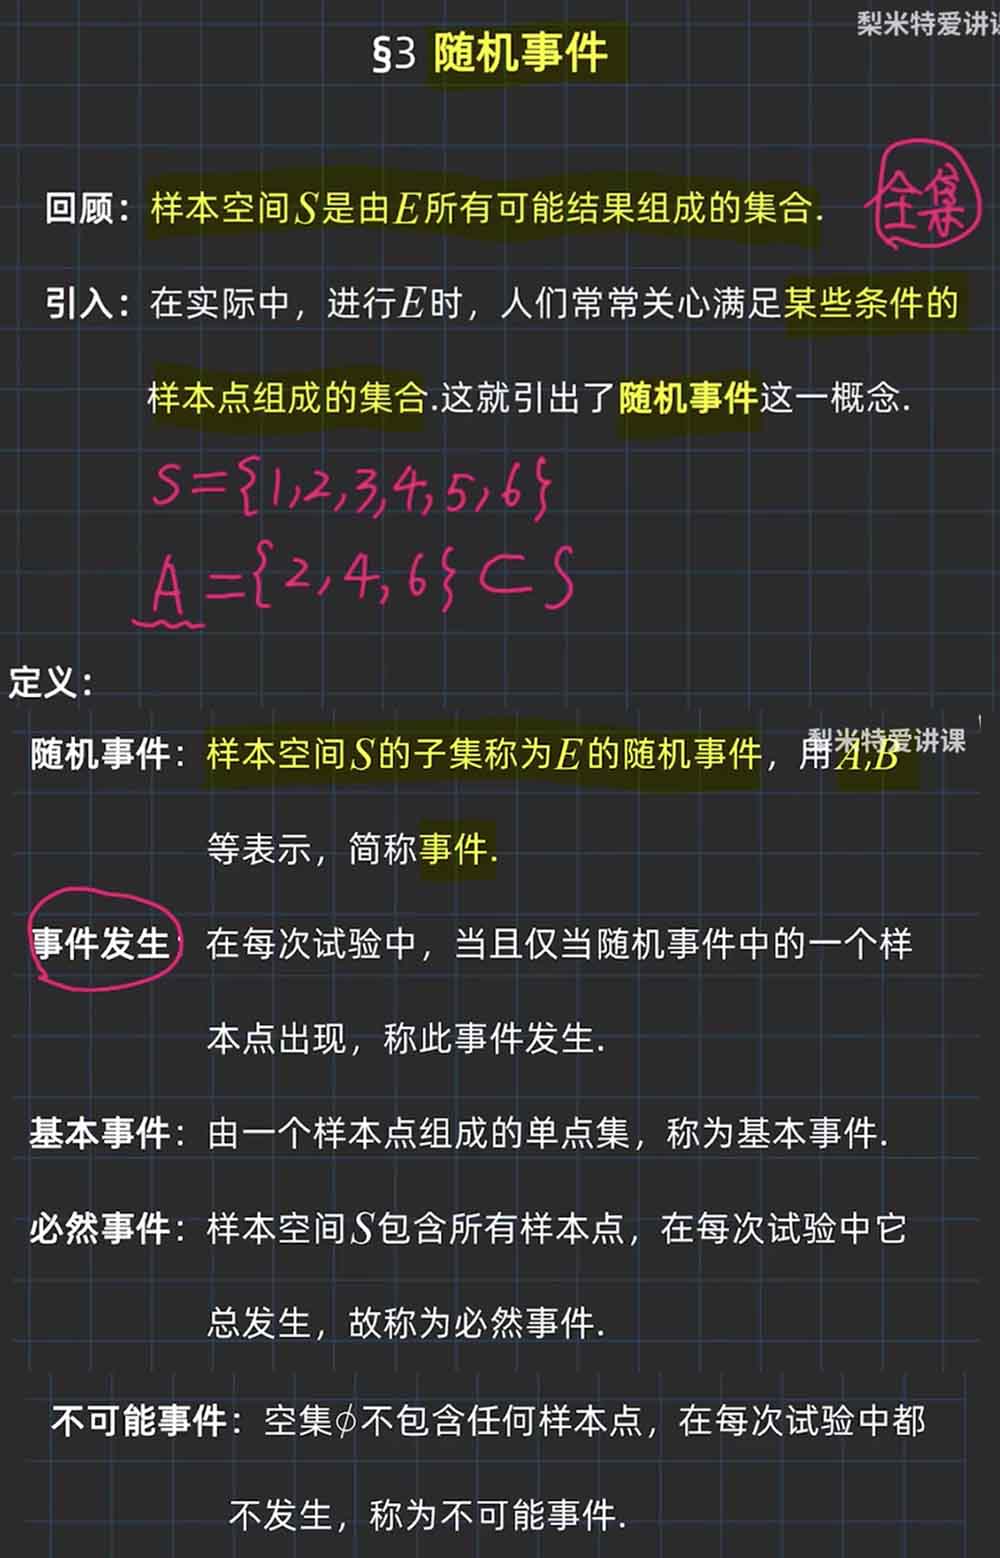 梨米特爱讲
§3 随机事件
回顾：样本空间S是由E所有可能结果组成的集合.
全集
引入：在实际中，进行E时，人们常常关心满足某些条件的
样本点组成的集合.这就引出了随机事件这一概念.
S={1,2,3,4,5,6}
A={2,4,6}⊂S
定义：
梨米特爱讲课
随机事件：样本空间S的子集称为E的随机事件，用A,B
等表示，简称事件.
事件发生：在每次试验中，当且仅当随机事件中的一个样
本点出现，称此事件发生.
基本事件：由一个样本点组成的单点集，称为基本事件.
必然事件：样本空间S包含所有样本点，在每次试验中它
总发生，故称为必然事件.
不可能事件：空集ϕ不包含任何样本点，在每次试验中都
不发生，称为不可能事件.